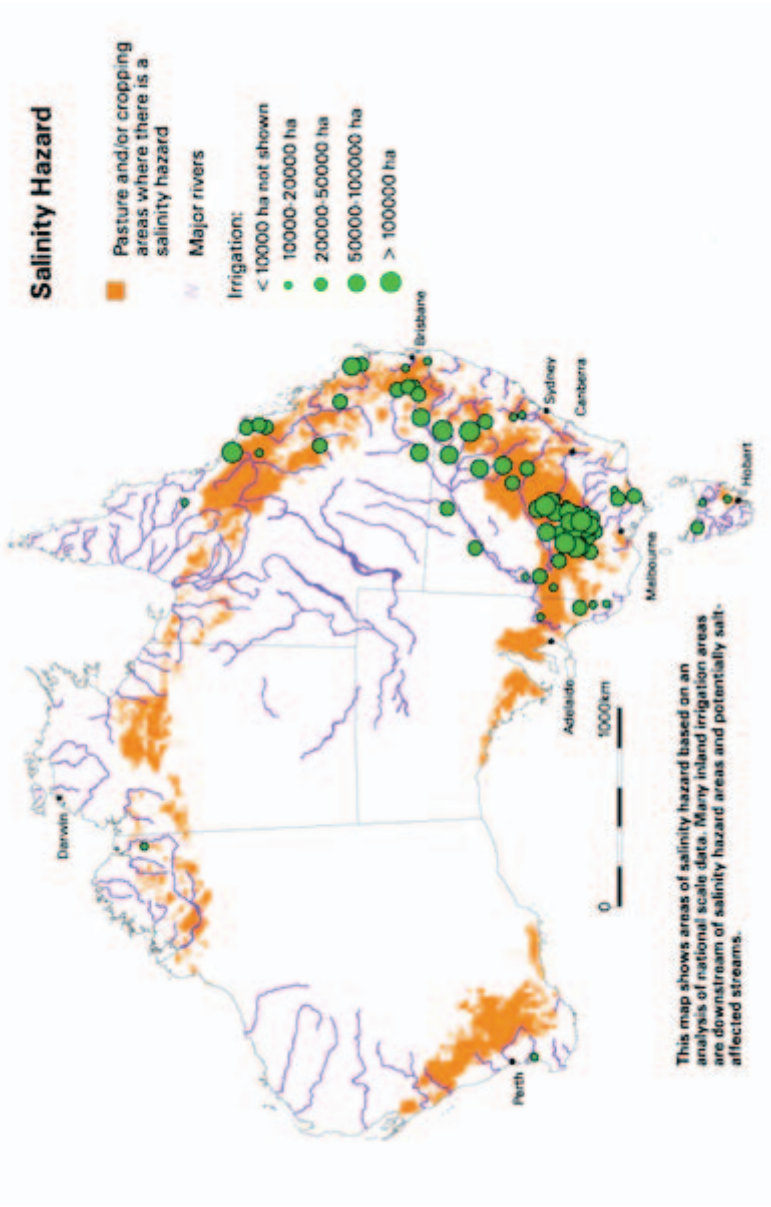 Salinity Hazard
Pasture and/or cropping
areas where there is a
salinity hazard
Major rivers
Irrigation:
< 10000 ha not shown
10000-20000 ha
20000-50000 ha
50000-100000 ha
> 100000 ha
Darwin
Brisbane
Sydney
Canberra
Perth
Adelaide
Melbourne
Hobart
0
1000km
This map shows areas of salinity hazard based on an
analysis of national scale data. Many inland irrigation areas
are downstream of salinity hazard areas and potentially salt-
affected streams.